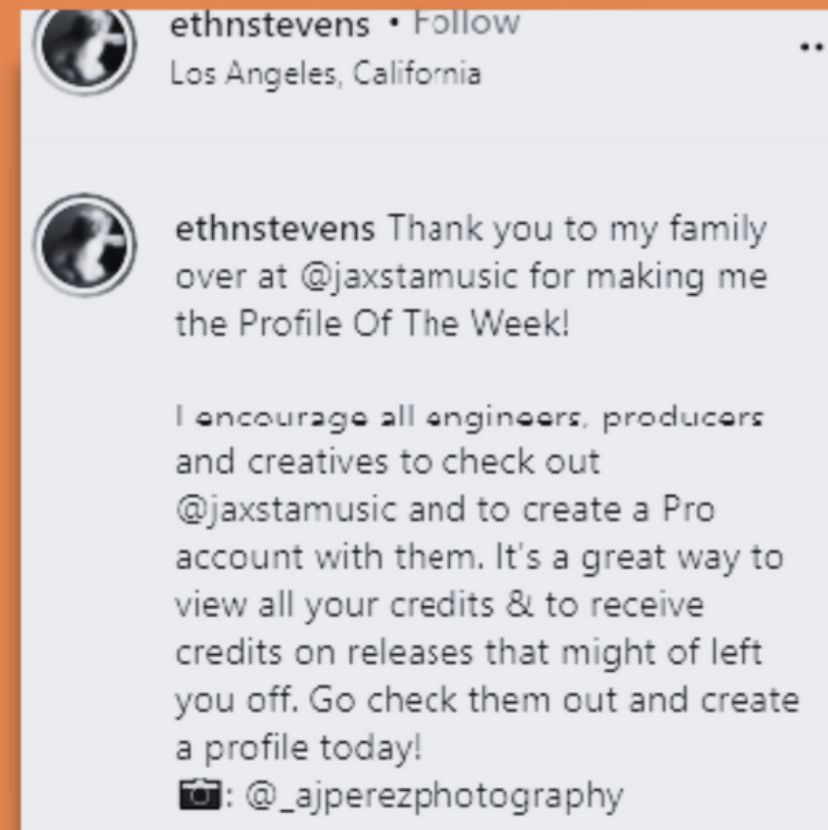 ethnstevens • Follow
Los Angeles, California
ethnstevens Thank you to my family
over at @jaxstamusic for making me
the Profile Of The Week!
I encourage all engineers, producers
and creatives to check out
@jaxstamusic and to create a Pro
account with them. It's a great way to
view all your credits & to receive
credits on releases that might of left
you off. Go check them out and create
a profile today!
📷: @_ajperezphotography